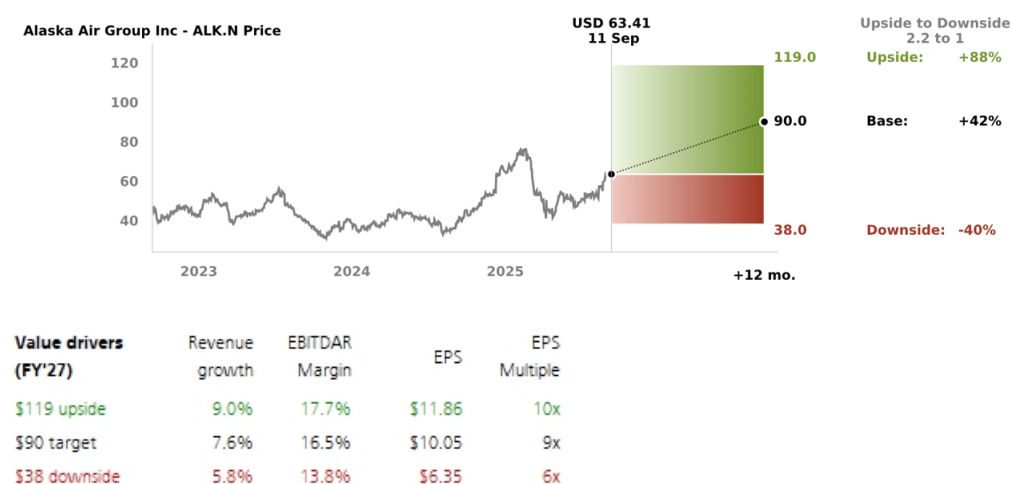 Alaska Air Group Inc - ALK.N Price
USD 63.41
11 Sep
Upside to Downside
2.2 to 1
120
100
80
60
40
2023
2024
2025
+12 mo.
119.0
90.0
38.0
Upside: +88%
Base: +42%
Downside: -40%
Value drivers (FY'27) Revenue growth EBITDAR Margin EPS EPS Multiple
$119 upside 9.0% 17.7% $11.86 10x
$90 target 7.6% 16.5% $10.05 9x
$38 downside 5.8% 13.8% $6.35 6x